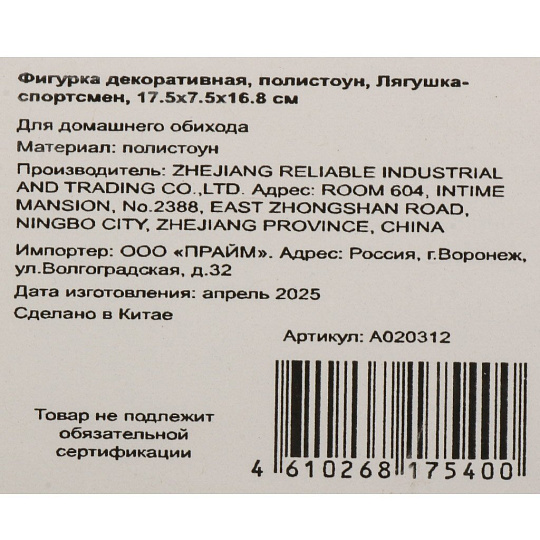 Фигурка декоративная, полистоун, Лягушка-
спортсмен, 17.5x7.5x16.8 см
Для домашнего обихода
Материал: полистоун
Производитель: ZHEJIANG RELIABLE INDUSTRIAL
AND TRADING CO.,LTD. Адрес: ROOM 604, INTIME
MANSION, No.2388, EAST ZHONGSHAN ROAD,
NINGBO CITY, ZHEJIANG PROVINCE, CHINA
Импортер: ООО «ПРАЙМ». Адрес: Россия, г.Воронеж,
ул.Волгоградская, д.32
Дата изготовления: апрель 2025
Сделано в Китае
Артикул: A020312
Товар не подлежит
обязательной
сертификации
4 610268 175400